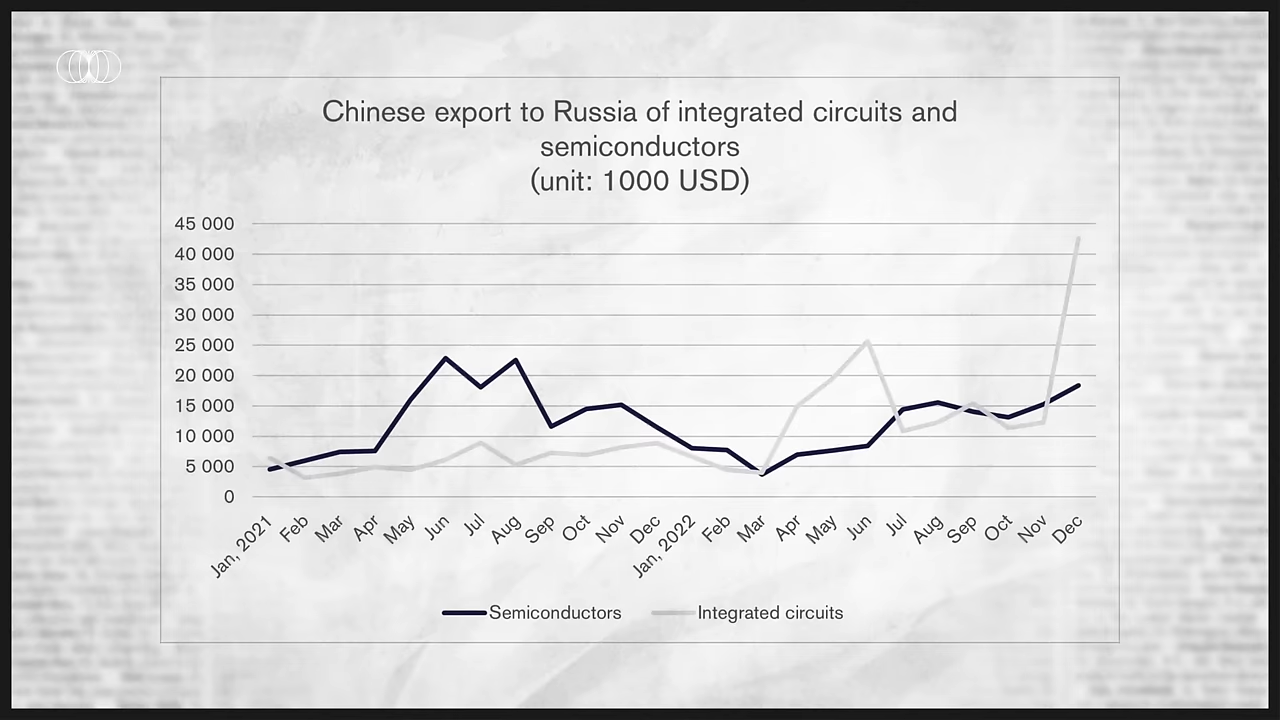 Chinese export to Russia of integrated circuits and
semiconductors
(unit: 1000 USD)
45 000
40 000
35 000
30 000
25 000
20 000
15 000
10 000
5 000
0
Jan, 2021
Feb
Mar
Apr
May
Jun
Jul
Aug
Sep
Oct
Nov
Dec
Jan, 2022
Feb
Mar
Apr
May
Jun
Jul
Aug
Sep
Oct
Nov
Dec
Semiconductors
Integrated circuits